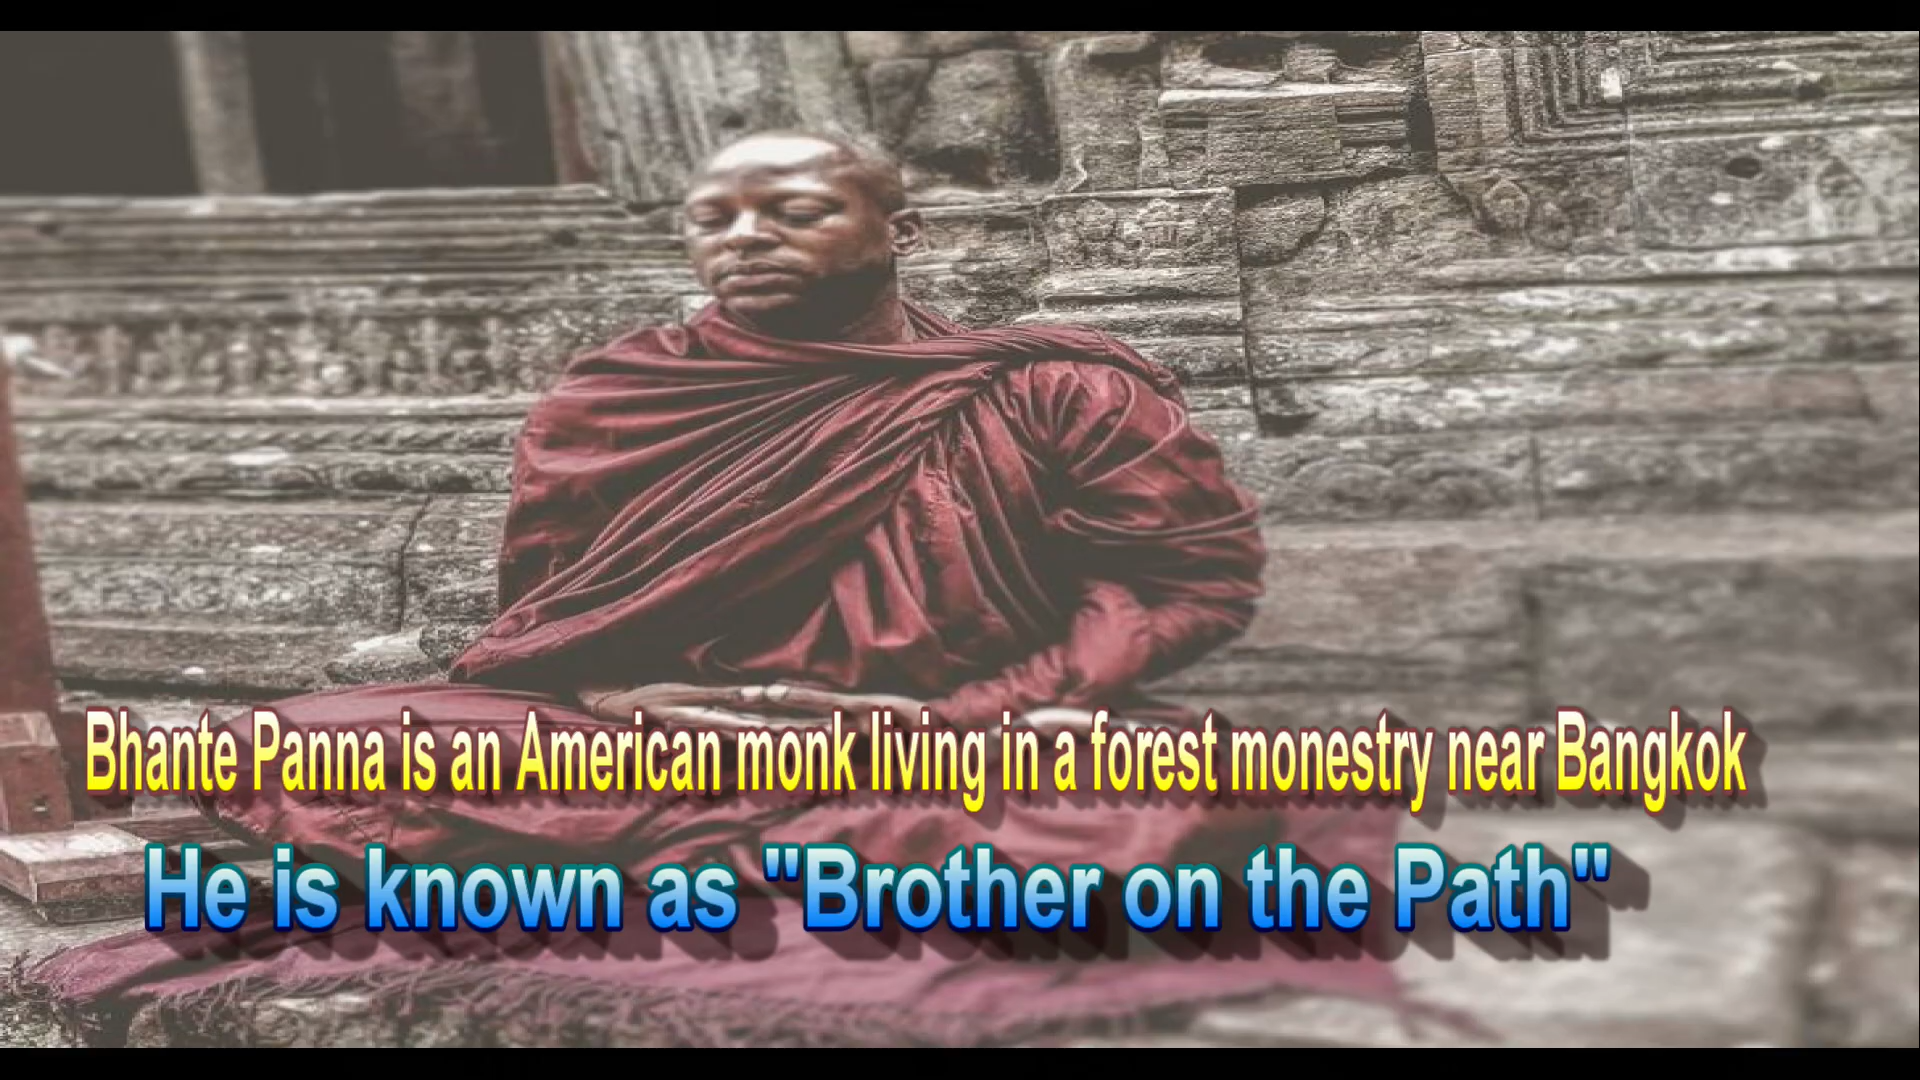 Bhante Panna is an American monk living in a forest monestry near Bangkok
He is known as "Brother on the Path"